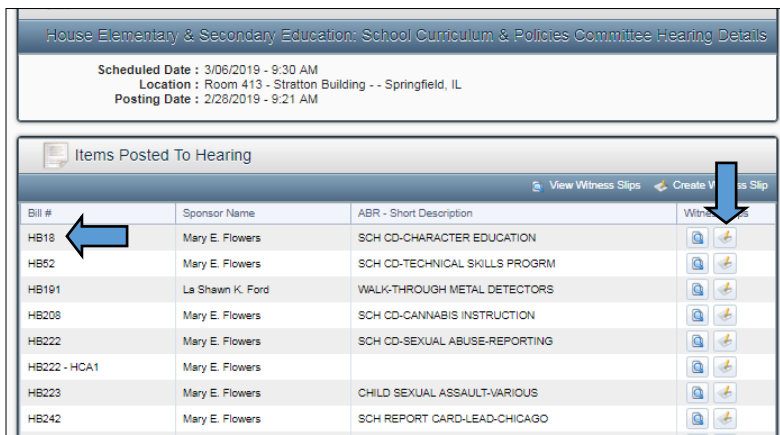 House Elementary & Secondary Education: School Curriculum & Policies Committee Hearing Details
Scheduled Date : 3/06/2019 - 9:30 AM
Location : Room 413 - Stratton Building - - Springfield, IL
Posting Date : 2/28/2019 - 9:21 AM
Items Posted To Hearing
View Witness Slips Create Slip
Bill # Sponsor Name ABR - Short Description
HB18 Mary E. Flowers SCH CD-CHARACTER EDUCATION
HB52 Mary E. Flowers SCH CD-TECHNICAL SKILLS PROGRM
HB191 La Shawn K. Ford WALK-THROUGH METAL DETECTORS
HB208 Mary E. Flowers SCH CD-CANNABIS INSTRUCTION
HB222 Mary E. Flowers SCH CD-SEXUAL ABUSE-REPORTING
HB222 - HCA1 Mary E. Flowers
HB223 Mary E. Flowers CHILD SEXUAL ASSAULT-VARIOUS
HB242 Mary E. Flowers SCH REPORT CARD-LEAD-CHICAGO